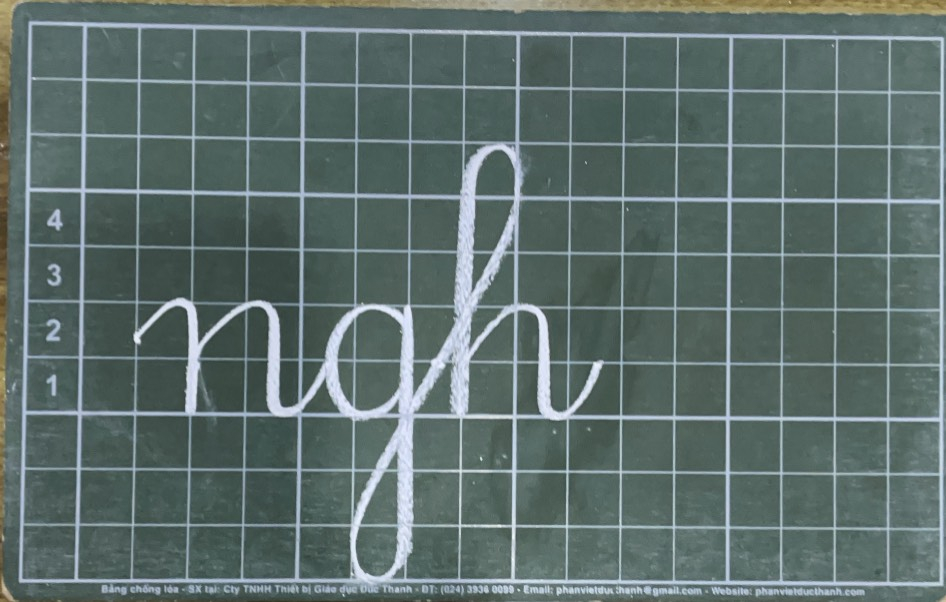 4
3
2
1
ngh
Bảng chống lóa - SX tại: Cty TNHH Thiết bị Giáo dục Đức Thanh - ĐT: (024) 3936 0099 - Email: phanvietducthanh@gmail.com - Website: phanvietducthanh.com